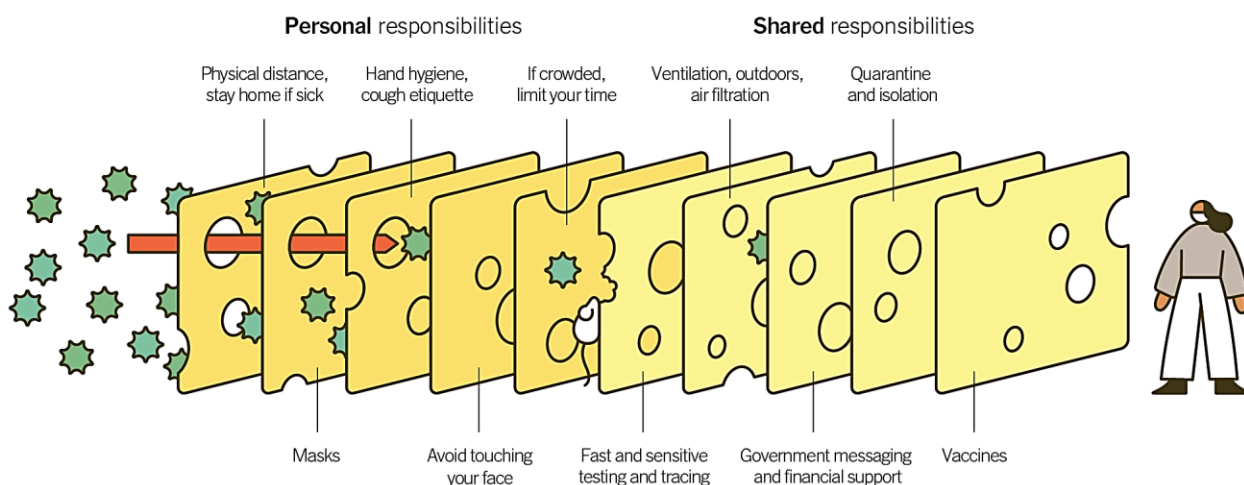 Personal responsibilities
Shared responsibilities
Physical distance,
stay home if sick
Hand hygiene,
cough etiquette
If crowded,
limit your time
Ventilation, outdoors,
air filtration
Quarantine
and isolation
Masks
Avoid touching
your face
Fast and sensitive
testing and tracing
Government messaging
and financial support
Vaccines